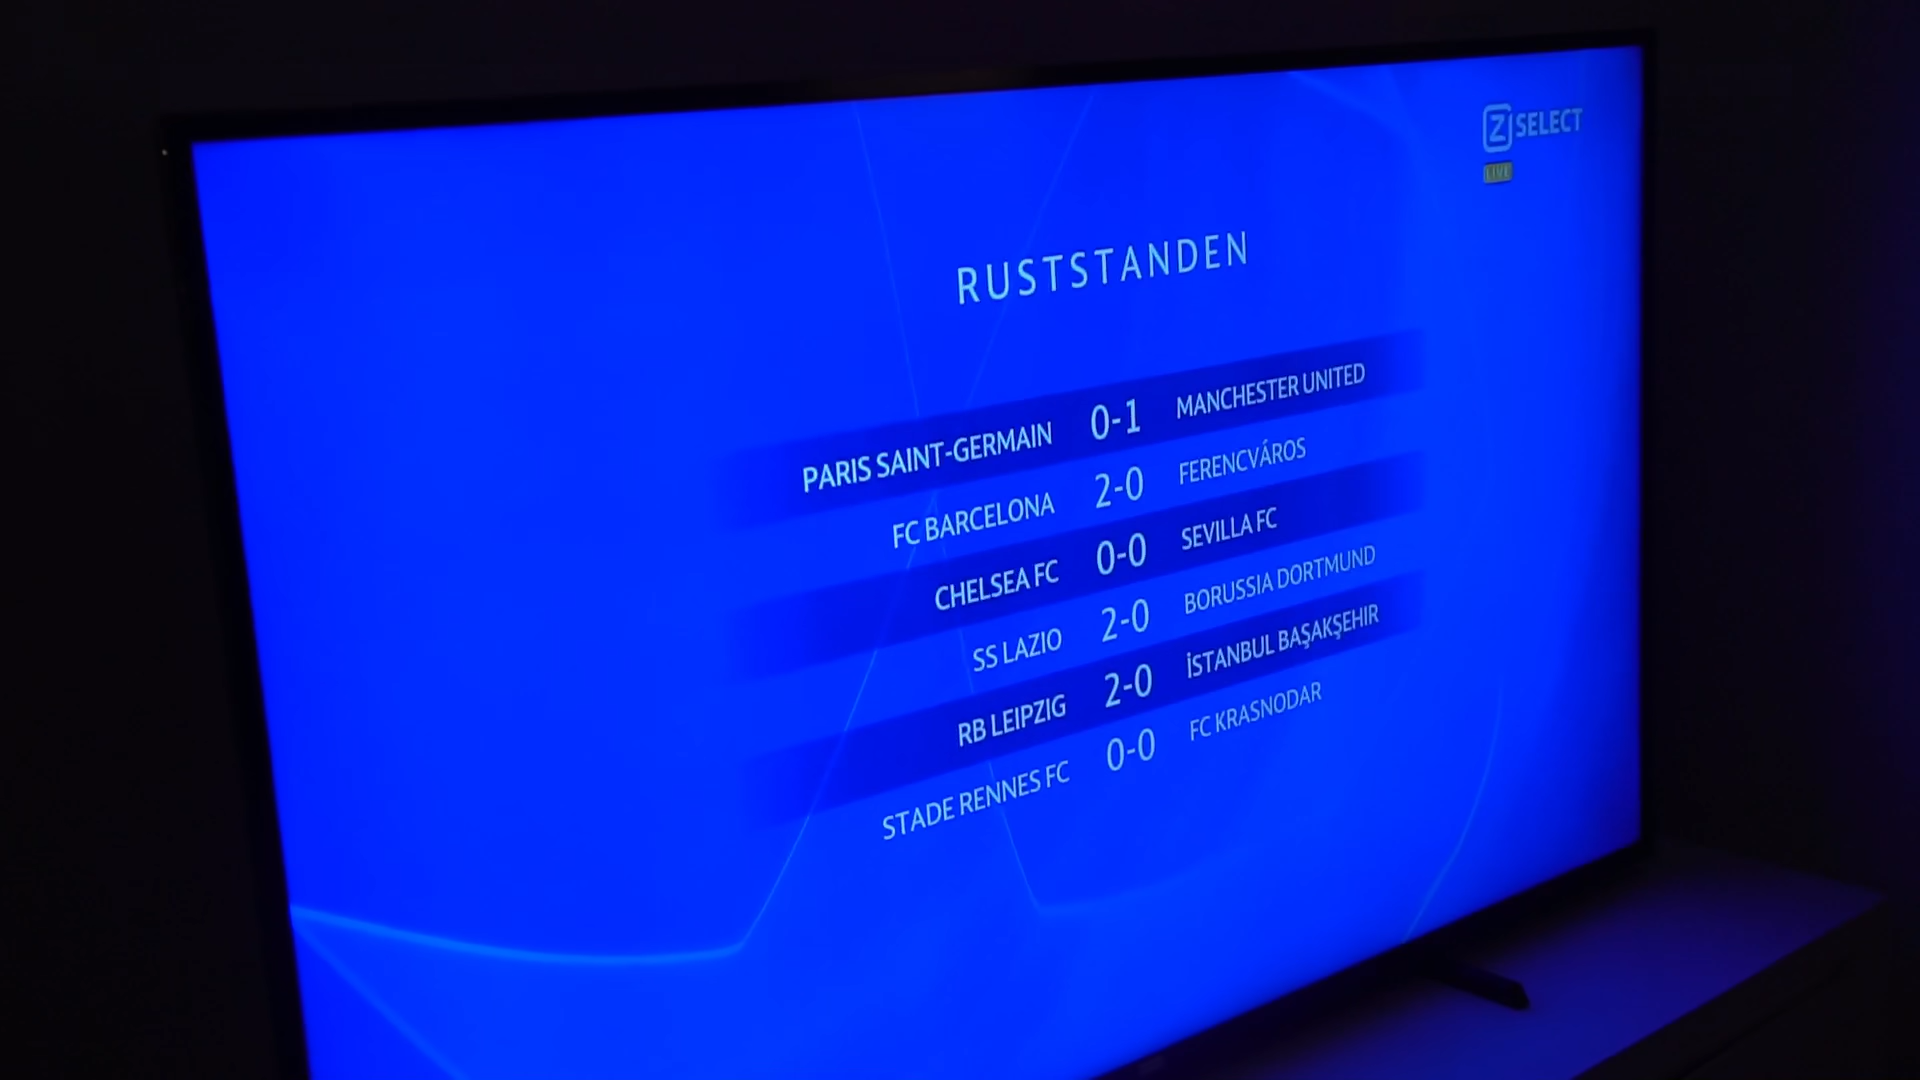 Z SELECT
LIVE
RUSTSTANDEN
PARIS SAINT-GERMAIN 0-1 MANCHESTER UNITED
FC BARCELONA 2-0 FERENCVÁROS
CHELSEA FC 0-0 SEVILLA FC
SS LAZIO 2-0 BORUSSIA DORTMUND
RB LEIPZIG 2-0 İSTANBUL BAŞAKŞEHIR
STADE RENNES FC 0-0 FC KRASNODAR